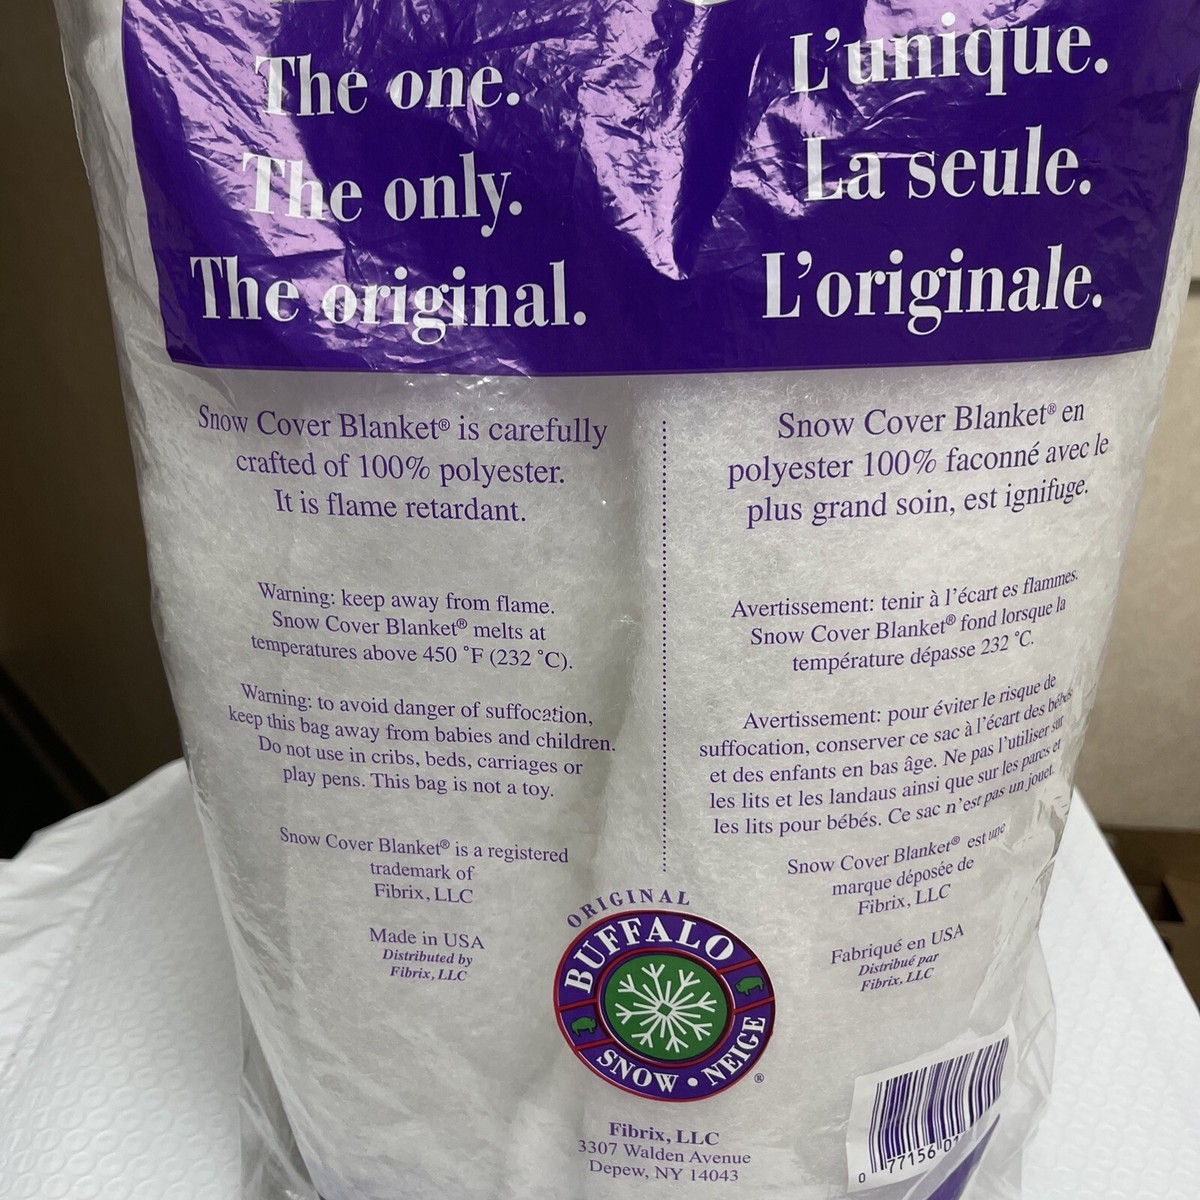 The one.
The only.
The original.
L'unique.
La seule.
L'originale.
Snow Cover Blanket® is carefully
crafted of 100% polyester.
It is flame retardant.
Warning: keep away from flame.
Snow Cover Blanket® melts at
temperatures above 450 °F (232 °C).
Warning: to avoid danger of suffocation,
keep this bag away from babies and children.
Do not use in cribs, beds, carriages or
play pens. This bag is not a toy.
Snow Cover Blanket® is a registered
trademark of
Fibrix, LLC
Made in USA
Distributed by
Fibrix, LLC
Snow Cover Blanket® en
polyester 100% faconné avec le
plus grand soin, est ignifuge.
Avertissement: tenir à l'écart es flammes.
Snow Cover Blanket® fond lorsque la
température dépasse 232 °C.
Avertissement: pour éviter le risque de
suffocation, conserver ce sac à l'écart des bébés
et des enfants en bas âge. Ne pas l'utiliser sur
les lits et les landaus ainsi que sur les parcs et
les lits pour bébés. Ce sac n'est pas un jouet.
Snow Cover Blanket® est une
marque déposée de
Fibrix, LLC
Fabriqué en USA
Distribué par
Fibrix, LLC
ORIGINAL
BUFFALO
SNOW • NEIGE
®
Fibrix, LLC
3307 Walden Avenue
Depew, NY 14043
0 77156